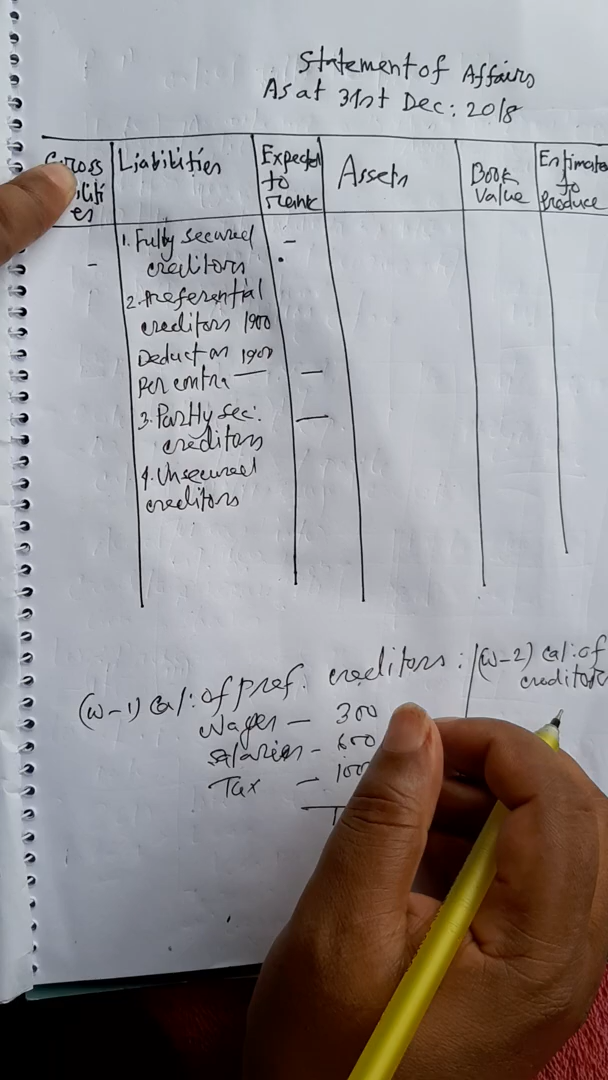 Statement of Affairs
As at 31st Dec: 2018
Gross
iliti
es
Liabilities
Expected
to
rank
Assets
Book
Value
Estimated
to
Produce
1. Fully secured
creditors
-
-
2. Preferential
creditors 1900
Deduct on 1900
Per contra — —
3. Partly sec: —
creditors
4. Unsecured
creditors
(W-1) Cal: of pref. creditors:
Wages — 300
Salaries - 600
Tax — 100
(W-2) Cal: of
creditors